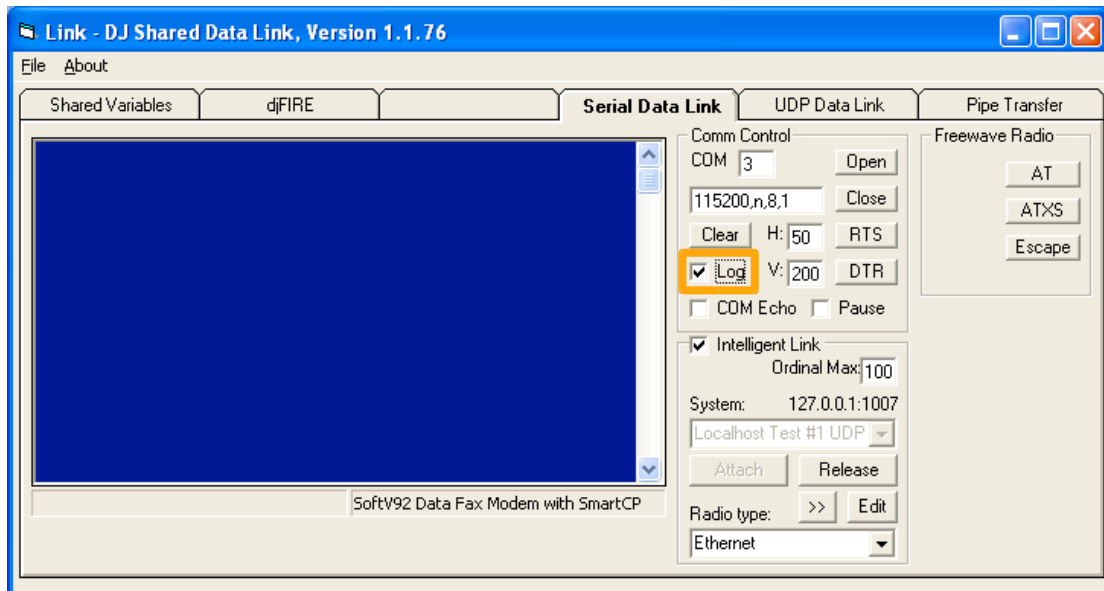 Link - DJ Shared Data Link, Version 1.1.76
File About
Shared Variables djFIRE Serial Data Link UDP Data Link Pipe Transfer
Comm Control
COM 3 Open
115200,n,8,1 Close
Clear H: 50 RTS
Log V: 200 DTR
COM Echo Pause
Freewave Radio
AT
ATXS
Escape
Intelligent Link
Ordinal Max: 100
System: 127.0.0.1:1007
Localhost Test #1 UDP
Attach Release
Radio type: >> Edit
Ethernet
SoftV92 Data Fax Modem with SmartCP